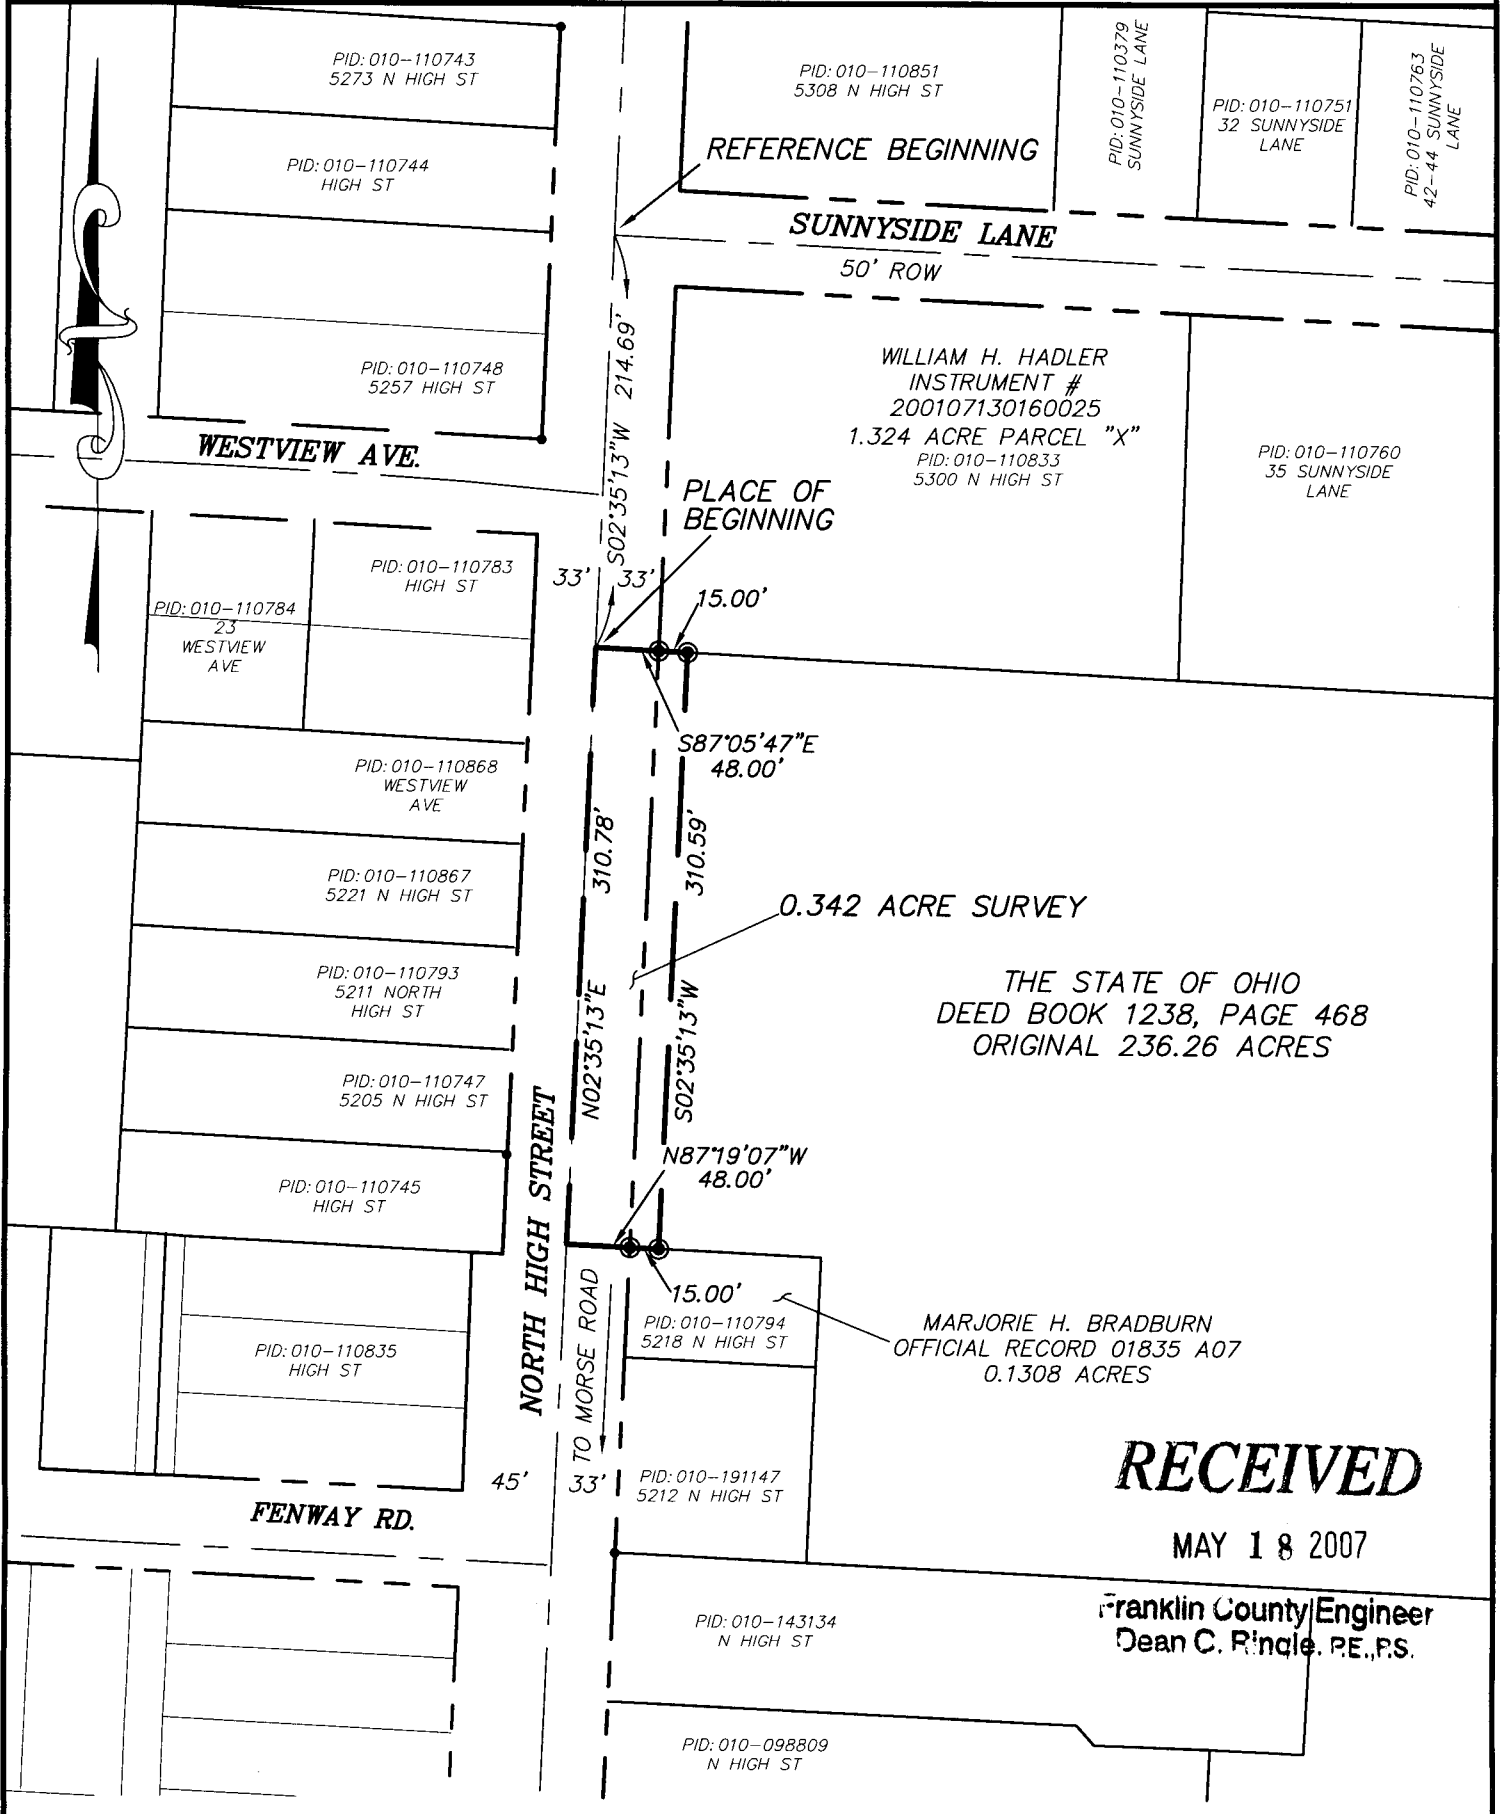 PID: 010-110743
5273 N HIGH ST
PID: 010-110851
5308 N HIGH ST
PID: 010-110379
SUNNYSIDE LANE
PID: 010-110751
32 SUNNYSIDE
LANE
PID: 010-110763
42-44 SUNNYSIDE
LANE
PID: 010-110744
HIGH ST
REFERENCE BEGINNING
SUNNYSIDE LANE
50' ROW
PID: 010-110748
5257 HIGH ST
S02°35'13"W 214.69'
WILLIAM H. HADLER
INSTRUMENT #
200107130160025
1.324 ACRE PARCEL "X"
PID: 010-110833
5300 N HIGH ST
PID: 010-110760
35 SUNNYSIDE
LANE
WESTVIEW AVE.
PLACE OF
BEGINNING
PID: 010-110783
HIGH ST
33' 33'
15.00'
PID: 010-110784
23
WESTVIEW
AVE
S87°05'47"E
48.00'
PID: 010-110868
WESTVIEW
AVE
310.78'
310.59'
PID: 010-110867
5221 N HIGH ST
0.342 ACRE SURVEY
PID: 010-110793
5211 NORTH
HIGH ST
N02°35'13"E
S02°35'13"W
THE STATE OF OHIO
DEED BOOK 1238, PAGE 468
ORIGINAL 236.26 ACRES
PID: 010-110747
5205 N HIGH ST
N87°19'07"W
48.00'
PID: 010-110745
HIGH ST
NORTH HIGH STREET
TO MORSE ROAD
15.00'
PID: 010-110794
5218 N HIGH ST
MARJORIE H. BRADBURN
OFFICIAL RECORD 01835 A07
0.1308 ACRES
PID: 010-110835
HIGH ST
RECEIVED
45' 33'
PID: 010-191147
5212 N HIGH ST
FENWAY RD.
MAY 18 2007
Franklin County Engineer
Dean C. Ringle, P.E., P.S.
PID: 010-143134
N HIGH ST
PID: 010-098809
N HIGH ST